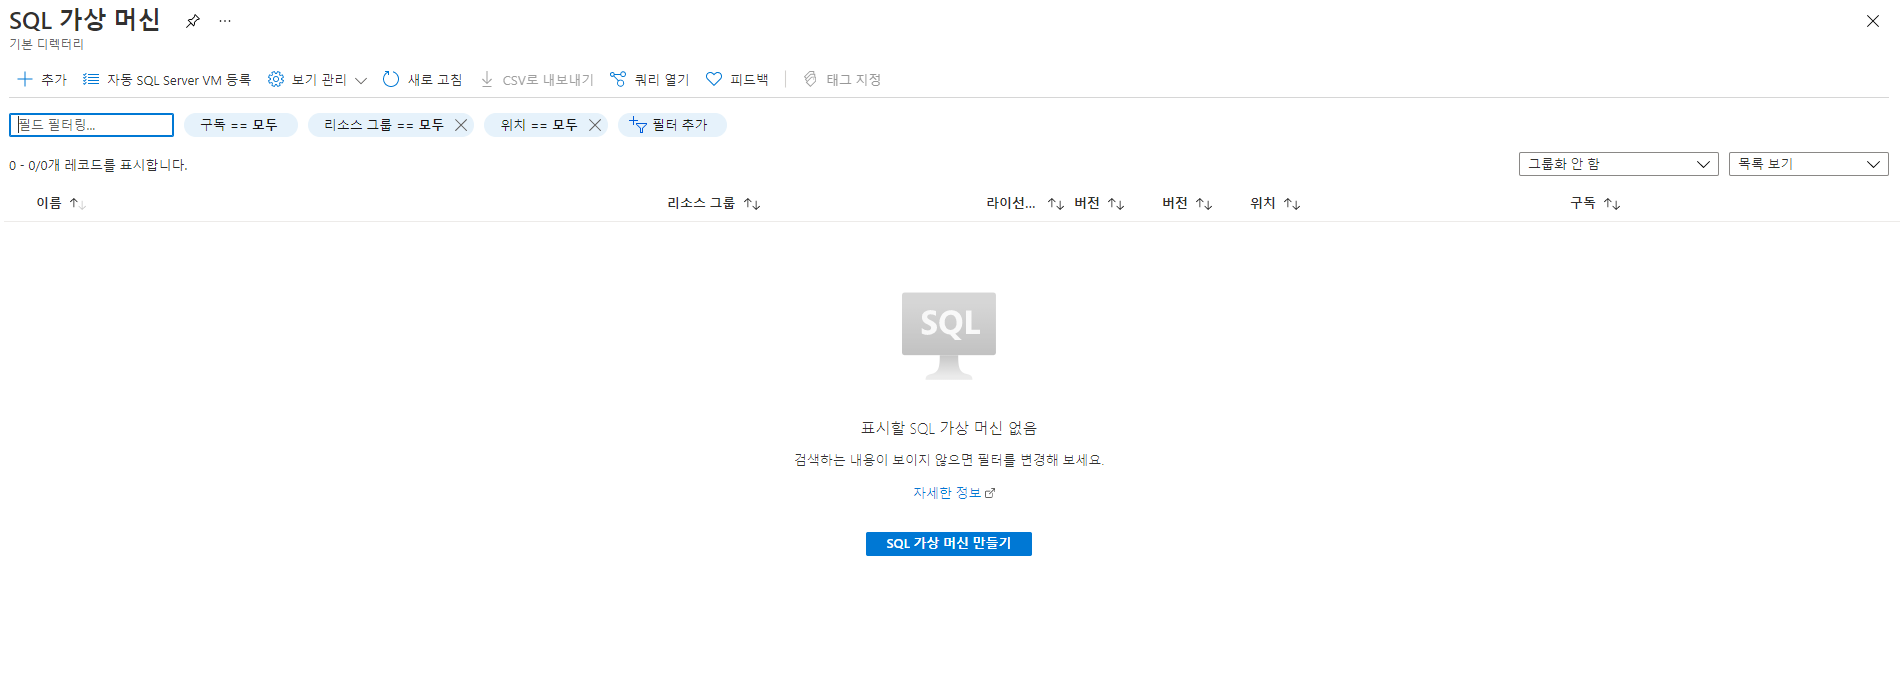 SQL 가상 머신 ...
기본 디렉터리
추가 자동 SQL Server VM 등록 보기 관리 새로 고침 CSV로 내보내기 쿼리 열기 피드백 태그 지정
필드 필터링... 구독 == 모두 리소스 그룹 == 모두 위치 == 모두 필터 추가
0 - 0/0개 레코드를 표시합니다. 그룹화 안 함 목록 보기
이름 리소스 그룹 라이선... 버전 버전 위치 구독
SQL
표시할 SQL 가상 머신 없음
검색하는 내용이 보이지 않으면 필터를 변경해 보세요.
자세한 정보
SQL 가상 머신 만들기